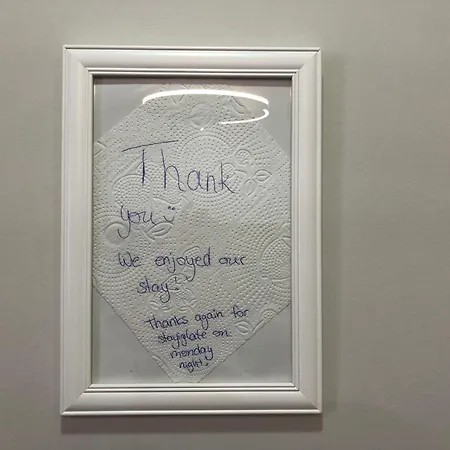 Thank
you :)
We enjoyed our
stay!!
Thanks again for
staying late on
monday
night!